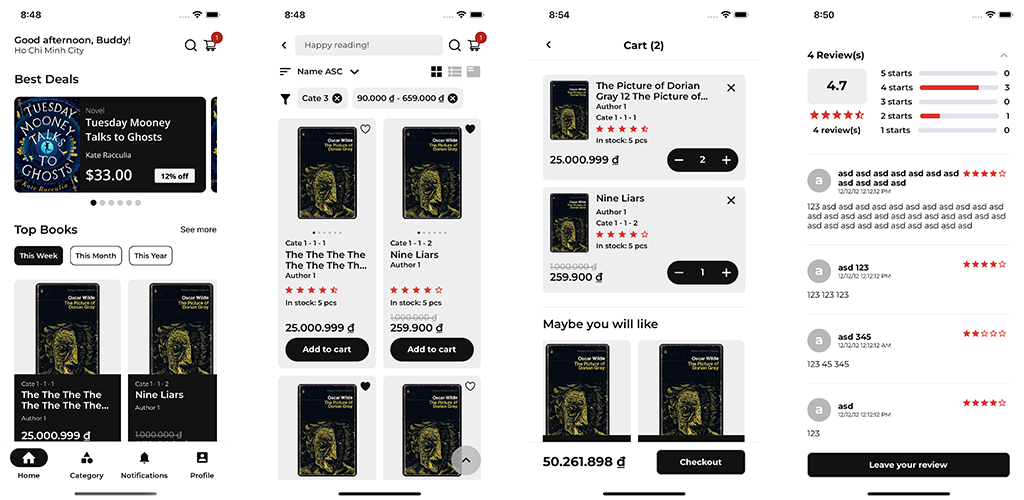 8:48
Good afternoon, Buddy!
Ho Chi Minh City
1
Best Deals
TUESDAY
MOONEY
TALKS
TO
GHOSTS
Kate Racculia
Novel
Tuesday Mooney
Talks to Ghosts
Kate Racculia
$33.00
12% off
Top Books
See more
This Week
This Month
This Year
Oscar Wilde
The Picture of
Dorian Gray
Cate 1 - 1 - 1
The The The The
The The The The...
Author 1
25.000.999 ₫
Oscar Wilde
The Picture of
Dorian Gray
Cate 1 - 1 - 2
Nine Liars
Author 1
1.000.000 ₫
Home
Category
Notifications
Profile
8:48
Happy reading!
1
Name ASC
Cate 3
90.000 - 659.000 ₫
Oscar Wilde
The Picture of
Dorian Gray
Cate 1 - 1 - 1
The The The The
The The The Th...
Author 1
In stock: 5 pcs
25.000.999 ₫
Add to cart
Oscar Wilde
The Picture of
Dorian Gray
Cate 1 - 1 - 2
Nine Liars
Author 1
In stock: 5 pcs
1.000.000 ₫
259.900 ₫
Add to cart
Oscar Wilde
The Picture of
Dorian Gray
Oscar Wilde
The Picture of
Dorian Gray
8:54
Cart (2)
The Picture of Dorian
Gray 12 The Picture of...
Author 1
Cate 1 - 1 - 1
In stock: 5 pcs
25.000.999 ₫
2
Nine Liars
Author 1
Cate 1 - 1 - 2
In stock: 5 pcs
1.000.000 ₫
259.900 ₫
1
Maybe you will like
Oscar Wilde
The Picture of
Dorian Gray
Oscar Wilde
The Picture of
Dorian Gray
50.261.898 ₫
Checkout
8:50
4 Review(s)
4.7
4 review(s)
5 starts 0
4 starts 3
3 starts 0
2 starts 1
1 starts 0
a
asd asd asd asd asd asd asd
asd asd asd asd
12/12/12 12:12:12 PM
123 asd asd asd asd asd asd asd asd asd asd
asd asd asd asd asd asd asd asd asd asd asd
asd asd asd asd asd asd asd asd asd
a
asd 123
12/12/12 12:12:12 PM
123 123 123
a
asd 345
12/12/12 12:12:12 AM
123 45 345
a
asd
12/12/12 12:12:12 PM
123
Leave your review